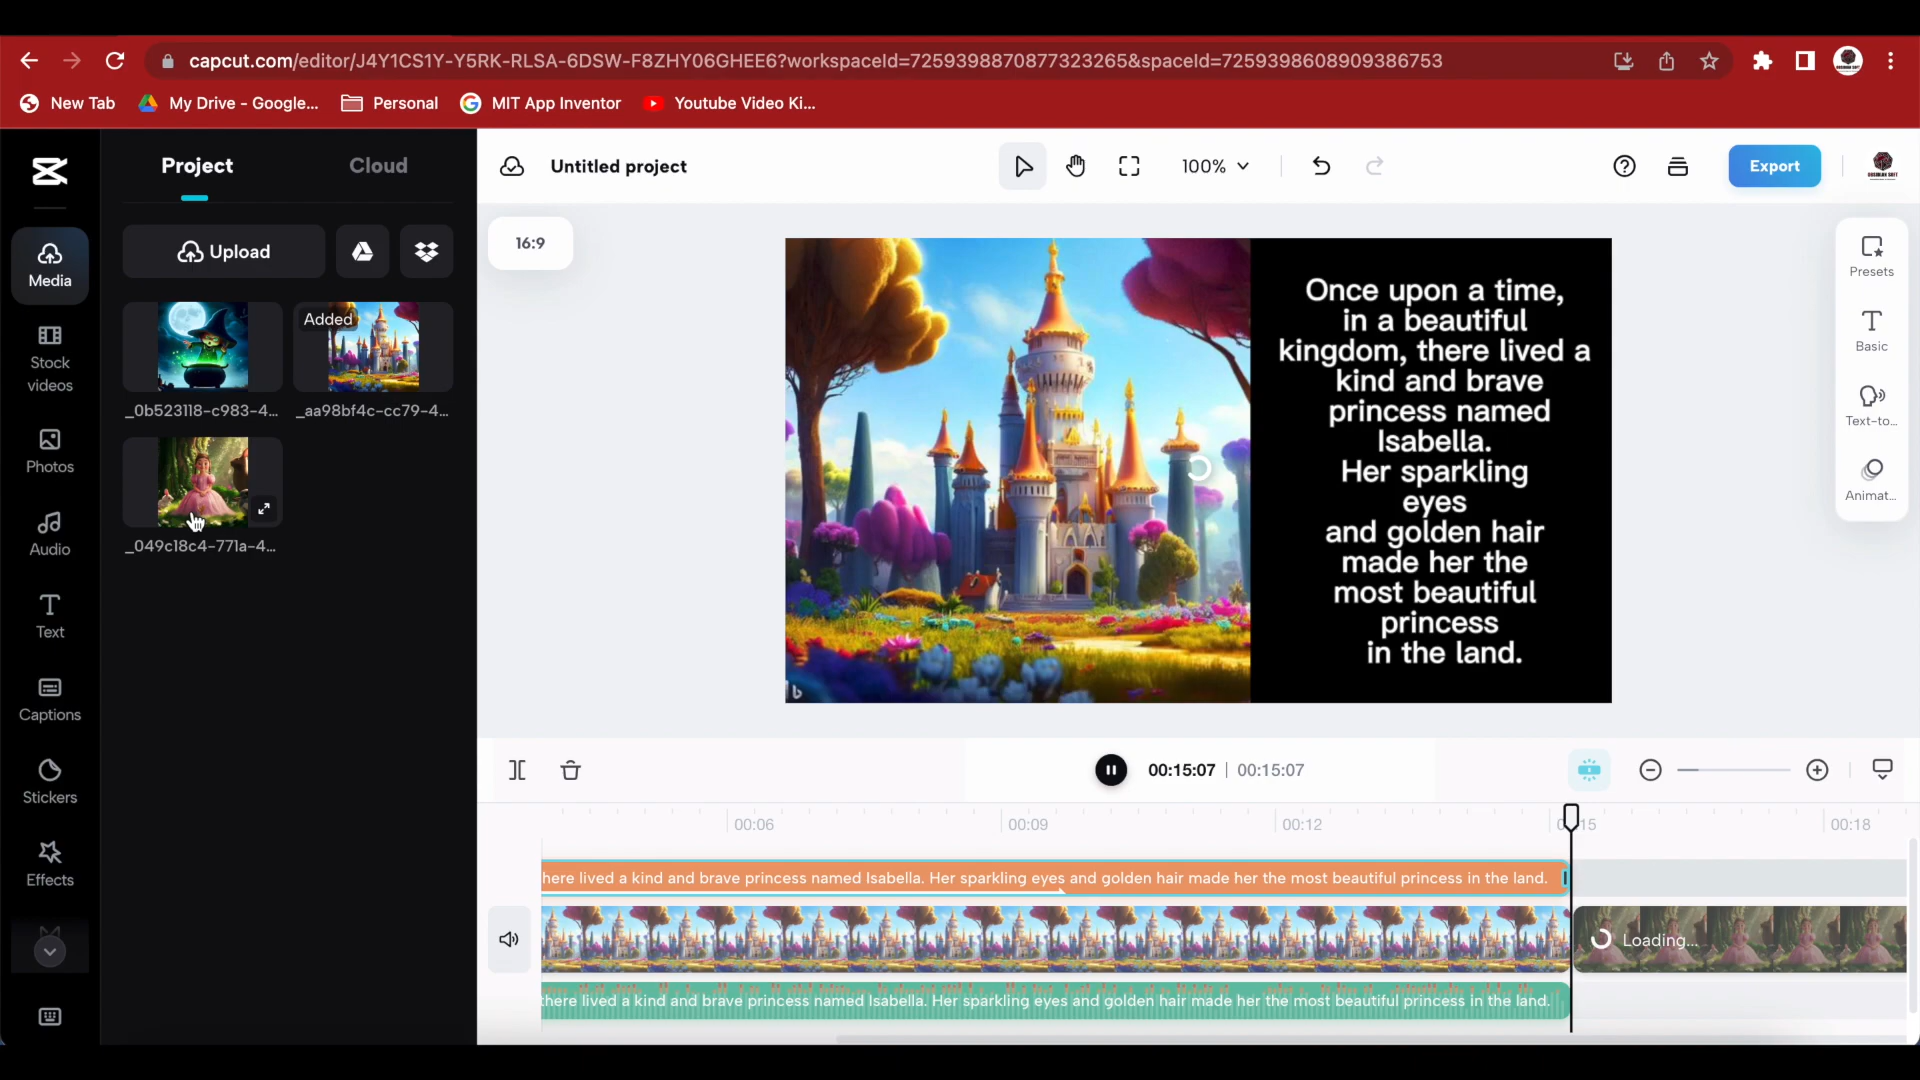 capcut.com/editor/J4Y1CS1Y-Y5RK-RLSA-6DSW-F8ZHY06GHEE6?workspaceId=7259398870877323265&spaceId=7259398608909386753
New Tab
My Drive - Google...
Personal
MIT App Inventor
Youtube Video Ki...
Project
Cloud
Untitled project
100%
Export
Upload
16:9
Media
Stock
videos
Photos
Audio
Text
Captions
Stickers
Effects
Added
_0b523118-c983-4...
_aa98bf4c-cc79-4...
_049c18c4-771a-4...
Once upon a time,
in a beautiful
kingdom, there lived a
kind and brave
princess named
Isabella.
Her sparkling
eyes
and golden hair
made her the
most beautiful
princess
in the land.
Presets
Basic
Text-to...
Animat...
00:15:07 | 00:15:07
00:06
00:09
00:12
00:18
here lived a kind and brave princess named Isabella. Her sparkling eyes and golden hair made her the most beautiful princess in the land.
Loading...
there lived a kind and brave princess named Isabella. Her sparkling eyes and golden hair made her the most beautiful princess in the land.